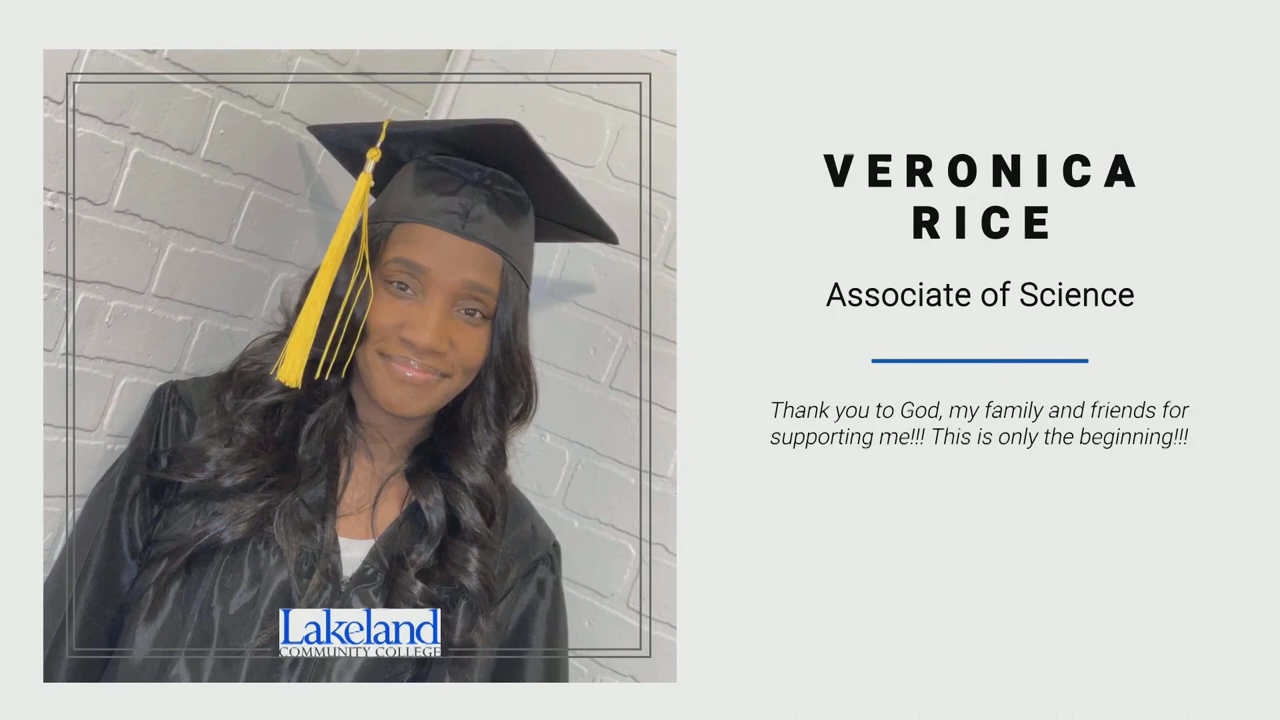 VERONICA
RICE
Associate of Science
Thank you to God, my family and friends for
supporting me!!! This is only the beginning!!!
Lakeland
COMMUNITY COLLEGE